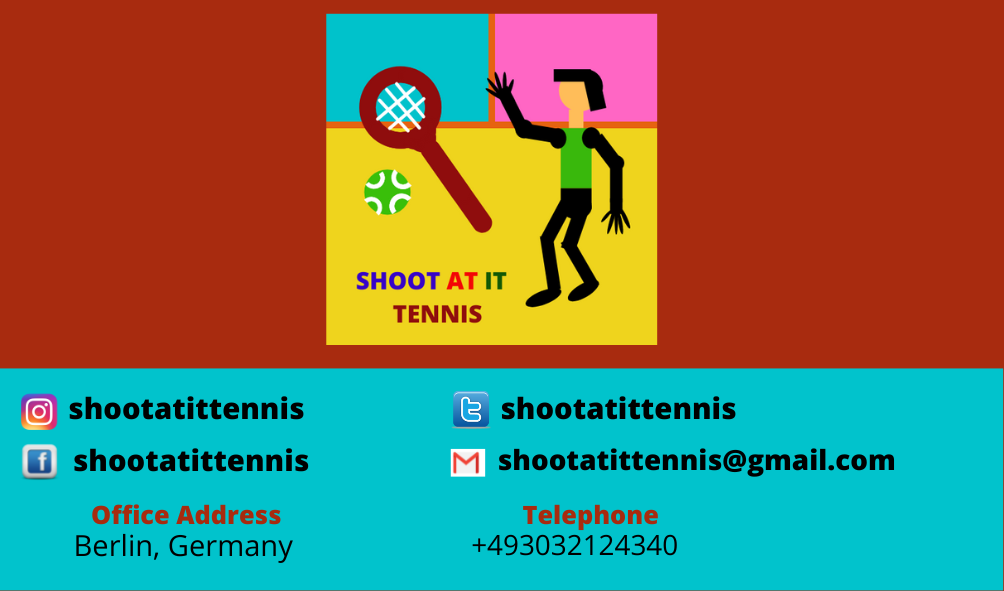 SHOOT AT IT
TENNIS
shootatittennis
shootatittennis
shootatittennis
shootatittennis@gmail.com
Office Address
Berlin, Germany
Telephone
+493032124340